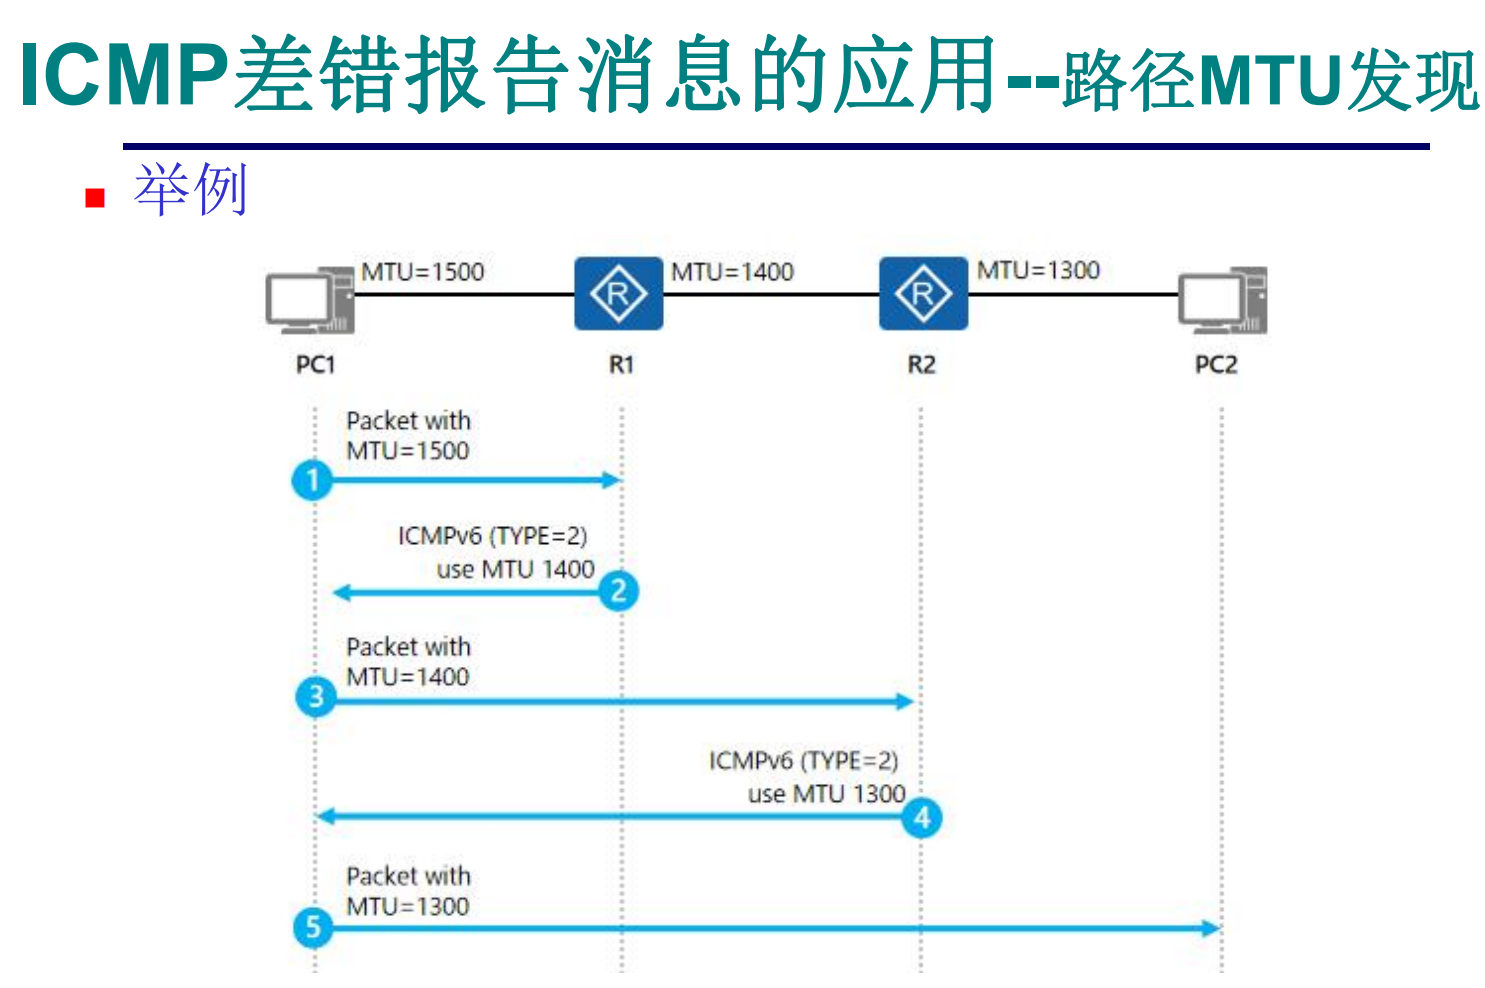 ICMP差错报告消息的应用--路径MTU发现
举例
MTU=1500 MTU=1400 MTU=1300
R R
PC1 R1 R2 PC2
Packet with
MTU=1500
1
ICMPv6 (TYPE=2)
use MTU 1400
2
Packet with
MTU=1400
3
ICMPv6 (TYPE=2)
use MTU 1300
4
Packet with
MTU=1300
5